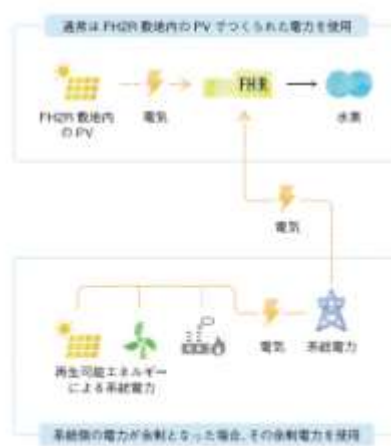 通常はFH2R敷地内のPVでつくられた電力を使用
FH2R
FH2R敷地内
のPV
電気
水素
電気
再生可能エネルギー
による系統電力
電気
系統電力
系統側の電力が余剰となった場合、その余剰電力を使用